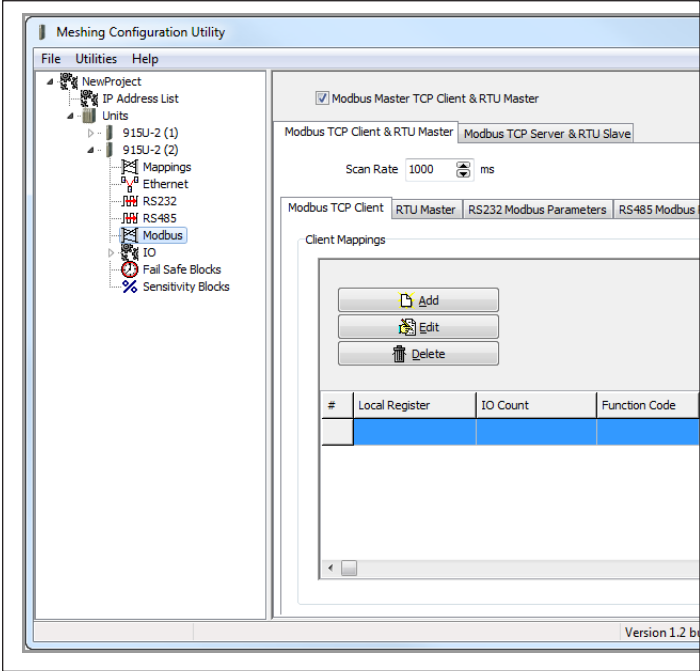 Meshing Configuration Utility
File Utilities Help
NewProject
IP Address List
Units
915U-2 (1)
915U-2 (2)
Mappings
Ethernet
RS232
RS485
Modbus
IO
Fail Safe Blocks
Sensitivity Blocks
Modbus Master TCP Client & RTU Master
Modbus TCP Client & RTU Master Modbus TCP Server & RTU Slave
Scan Rate 1000 ms
Modbus TCP Client RTU Master RS232 Modbus Parameters RS485 Modbus
Client Mappings
Add
Edit
Delete
# Local Register IO Count Function Code
Version 1.2